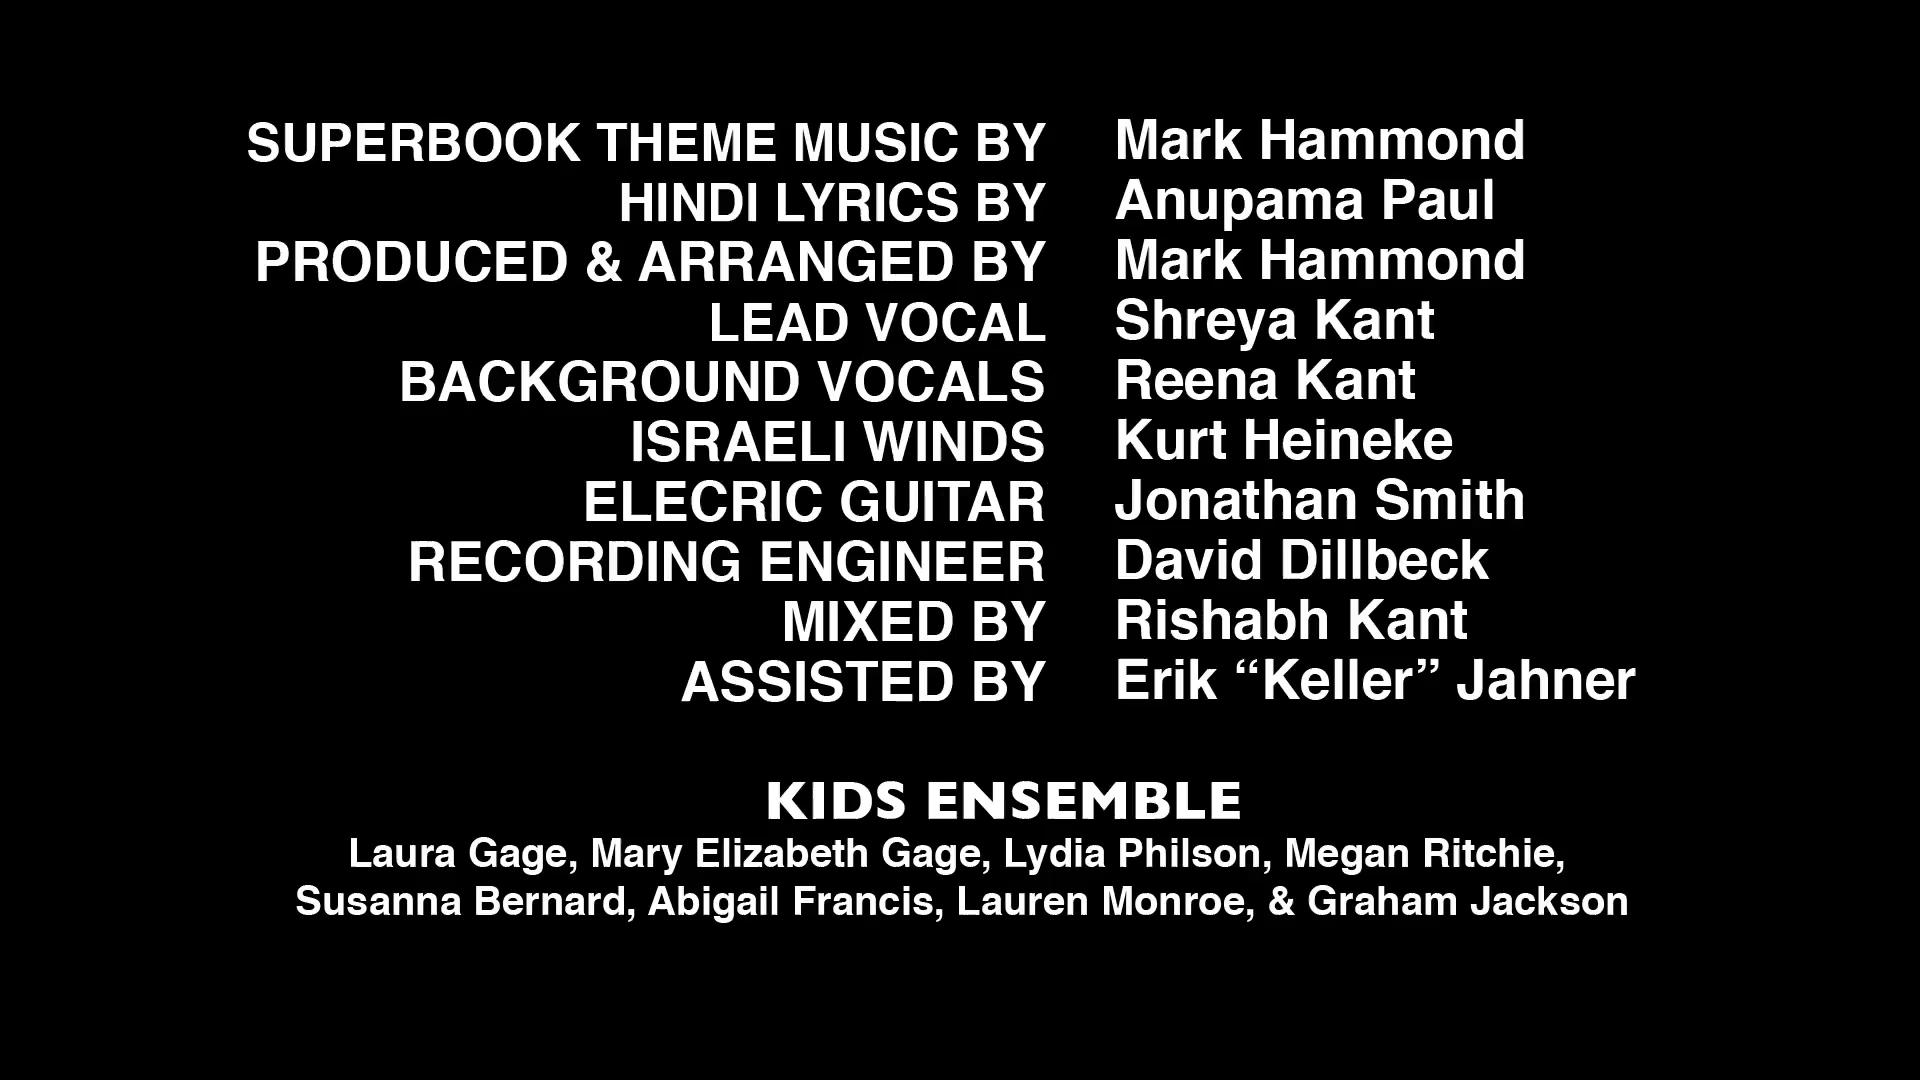 SUPERBOOK THEME MUSIC BY Mark Hammond
HINDI LYRICS BY Anupama Paul
PRODUCED & ARRANGED BY Mark Hammond
LEAD VOCAL Shreya Kant
BACKGROUND VOCALS Reena Kant
ISRAELI WINDS Kurt Heineke
ELECRIC GUITAR Jonathan Smith
RECORDING ENGINEER David Dillbeck
MIXED BY Rishabh Kant
ASSISTED BY Erik “Keller” Jahner
KIDS ENSEMBLE
Laura Gage, Mary Elizabeth Gage, Lydia Philson, Megan Ritchie,
Susanna Bernard, Abigail Francis, Lauren Monroe, & Graham Jackson